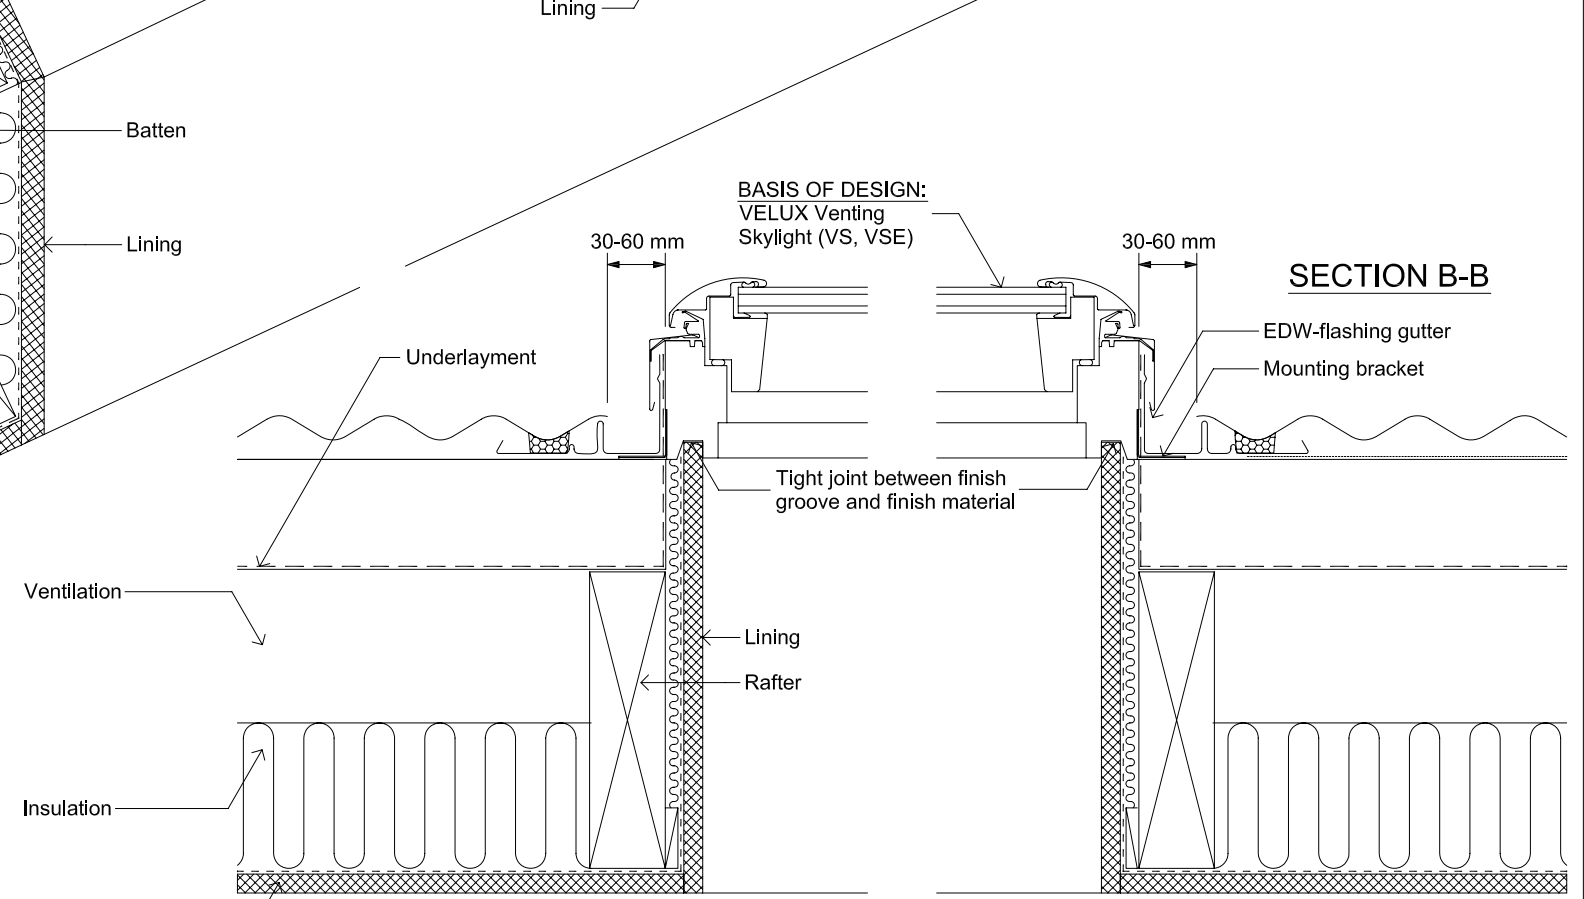 Lining
Batten
Lining
BASIS OF DESIGN:
VELUX Venting
Skylight (VS, VSE)
30-60 mm
30-60 mm
SECTION B-B
EDW-flashing gutter
Mounting bracket
Underlayment
Tight joint between finish
groove and finish material
Ventilation
Lining
Rafter
Insulation